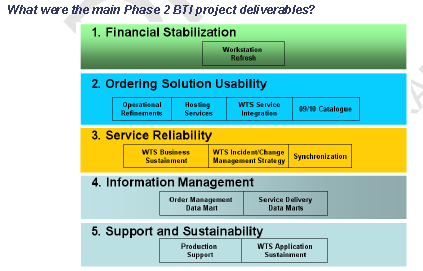 What were the main Phase 2 BTI project deliverables?
1. Financial Stabilization
Workstation
Refresh
2. Ordering Solution Usability
Operational
Refinements
Hosting
Services
WTS Service
Integration
09/10 Catalogue
3. Service Reliability
WTS Business
Sustainment
WTS Incident/Change
Management Strategy
Synchronization
4. Information Management
Order Management
Data Mart
Service Delivery
Data Marts
5. Support and Sustainability
Production
Support
WTS Application
Sustainment